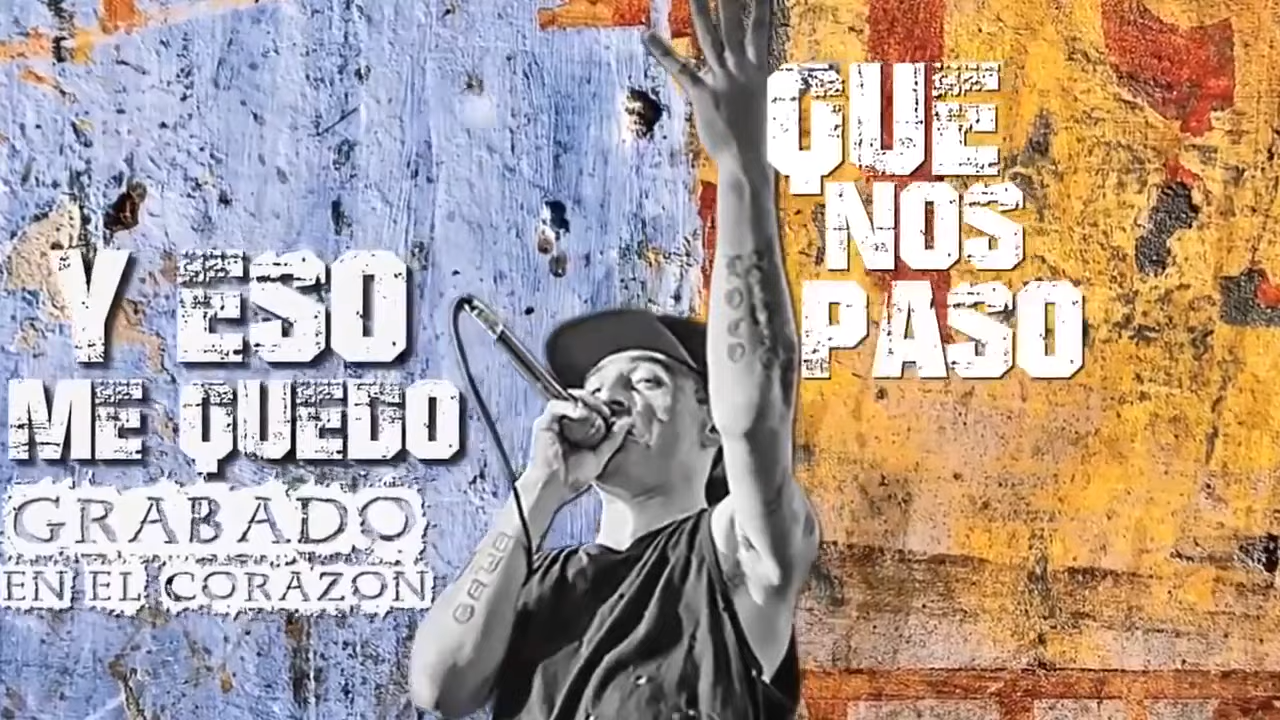 Y ESO
ME QUEDO
GRABADO
EN EL CORAZON
QUE
NOS
PASO